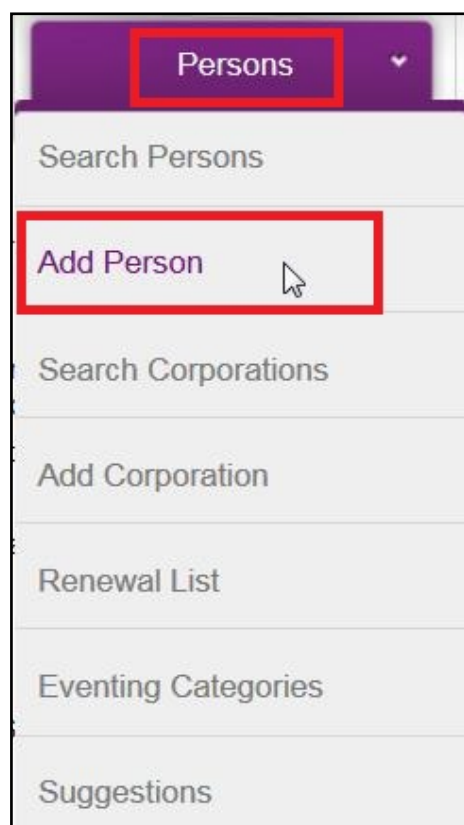 Persons
Search Persons
Add Person
Search Corporations
Add Corporation
Renewal List
Eventing Categories
Suggestions